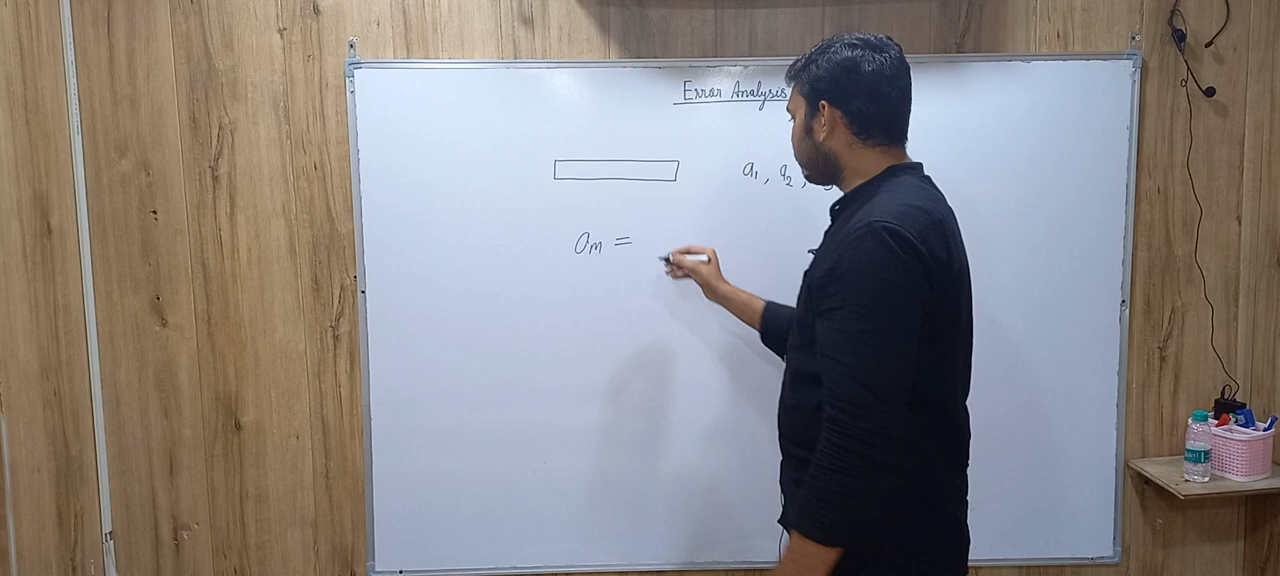 Error Analysis
a₁, a₂,
aₘ =